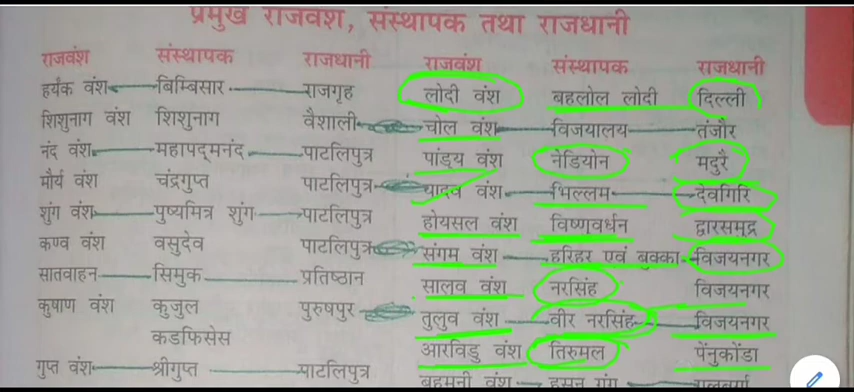 प्रमुख राजवंश, संस्थापक तथा राजधानी
राजवंश संस्थापक राजधानी राजवंश संस्थापक राजधानी
हर्यंक वंश बिम्बिसार राजगृह लोदी वंश बहलोल लोदी दिल्ली
शिशुनाग वंश शिशुनाग वैशाली चोल वंश विजयालय तंजौर
नंद वंश महापद्मनंद पाटलिपुत्र पांड्य वंश नेडियोन मदुरै
मौर्य वंश चंद्रगुप्त पाटलिपुत्र यादव वंश भिल्लम देवगिरि
शुंग वंश पुष्यमित्र शुंग पाटलिपुत्र होयसल वंश विष्णुवर्धन द्वारसमुद्र
कण्व वंश वसुदेव पाटलिपुत्र संगम वंश हरिहर एवं बुक्का विजयनगर
सातवाहन सिमुक प्रतिष्ठान सालुव वंश नरसिंह विजयनगर
कुषाण वंश कुजुल पुरुषपुर तुलुव वंश वीर नरसिंह विजयनगर
कडफिसेस आरविडु वंश तिरुमल पेंनुकोंडा
गुप्त वंश श्रीगुप्त पाटलिपुत्र बहमनी वंश हसन गंगू